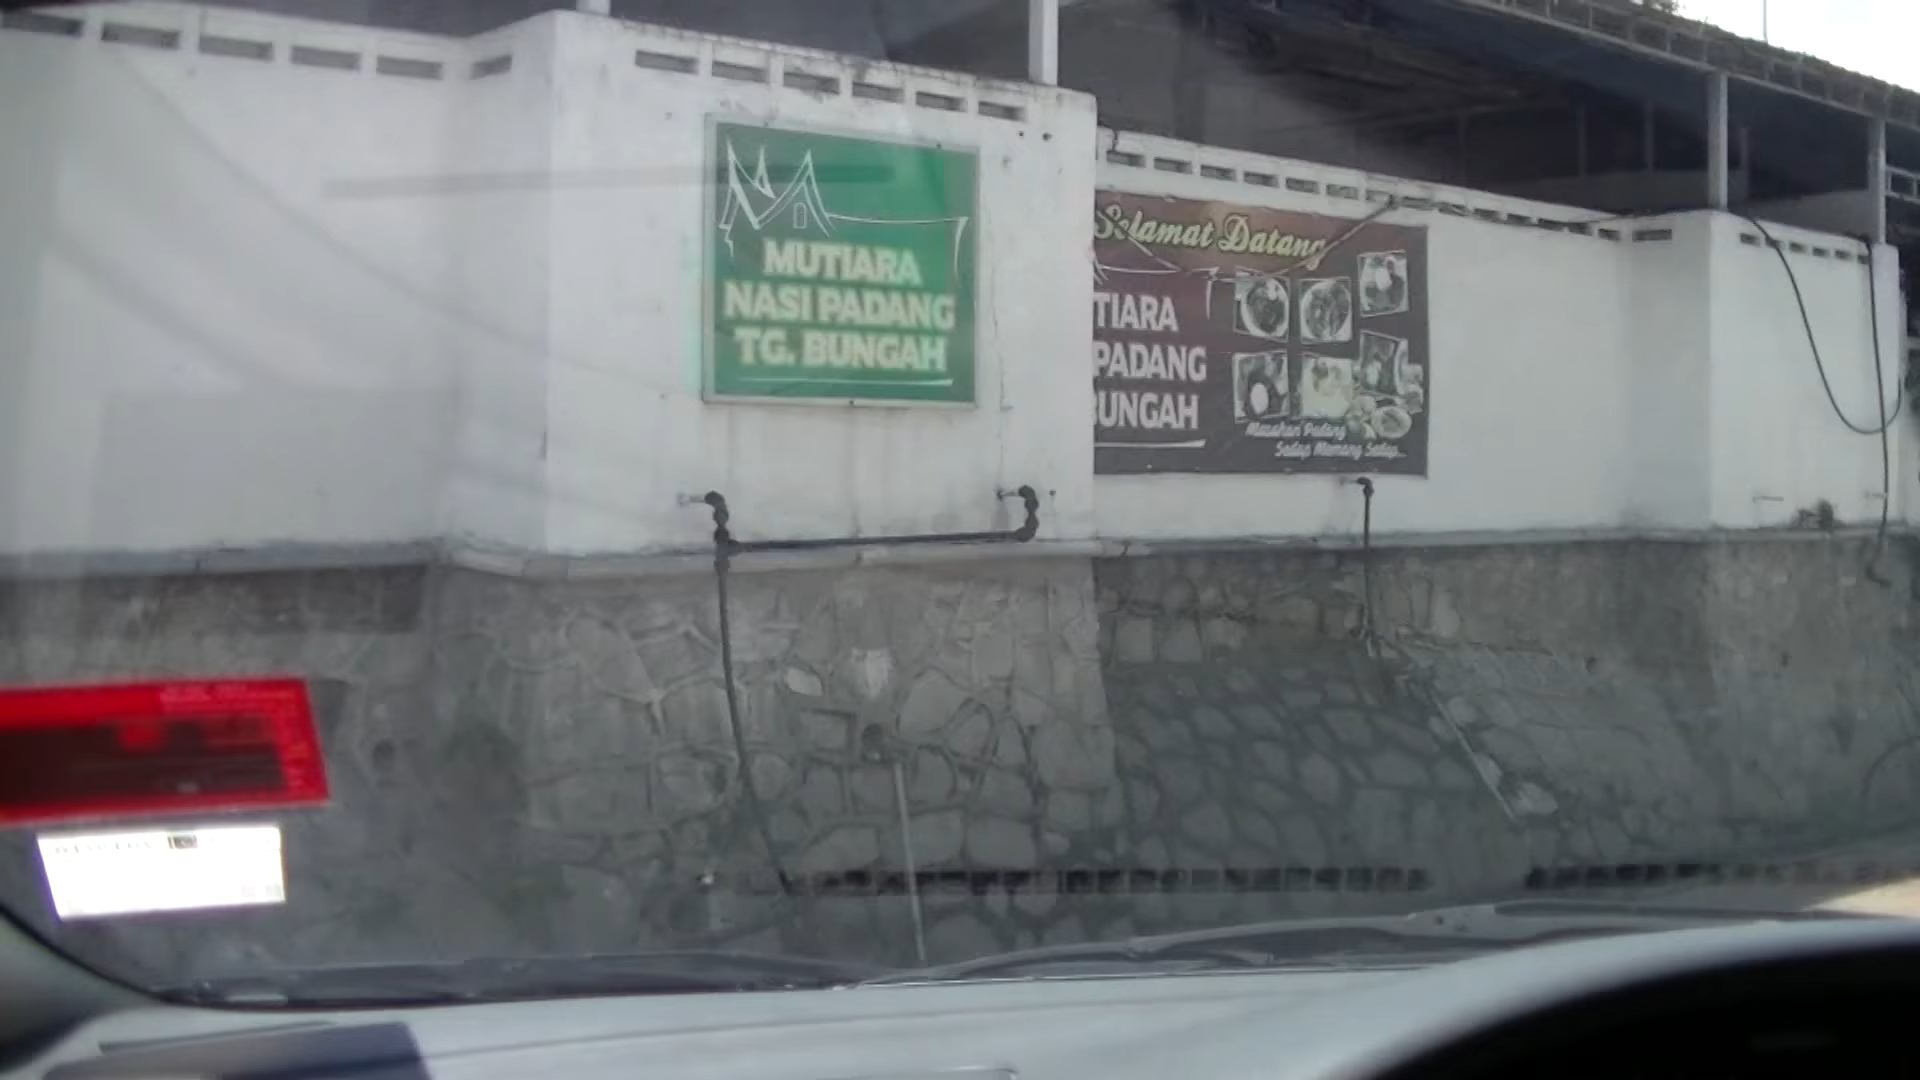 MUTIARA
NASI PADANG
TG. BUNGAH
Selamat Datang
TIARA
PADANG
BUNGAH
Masakan Padang
Sedap Memang Sedap...